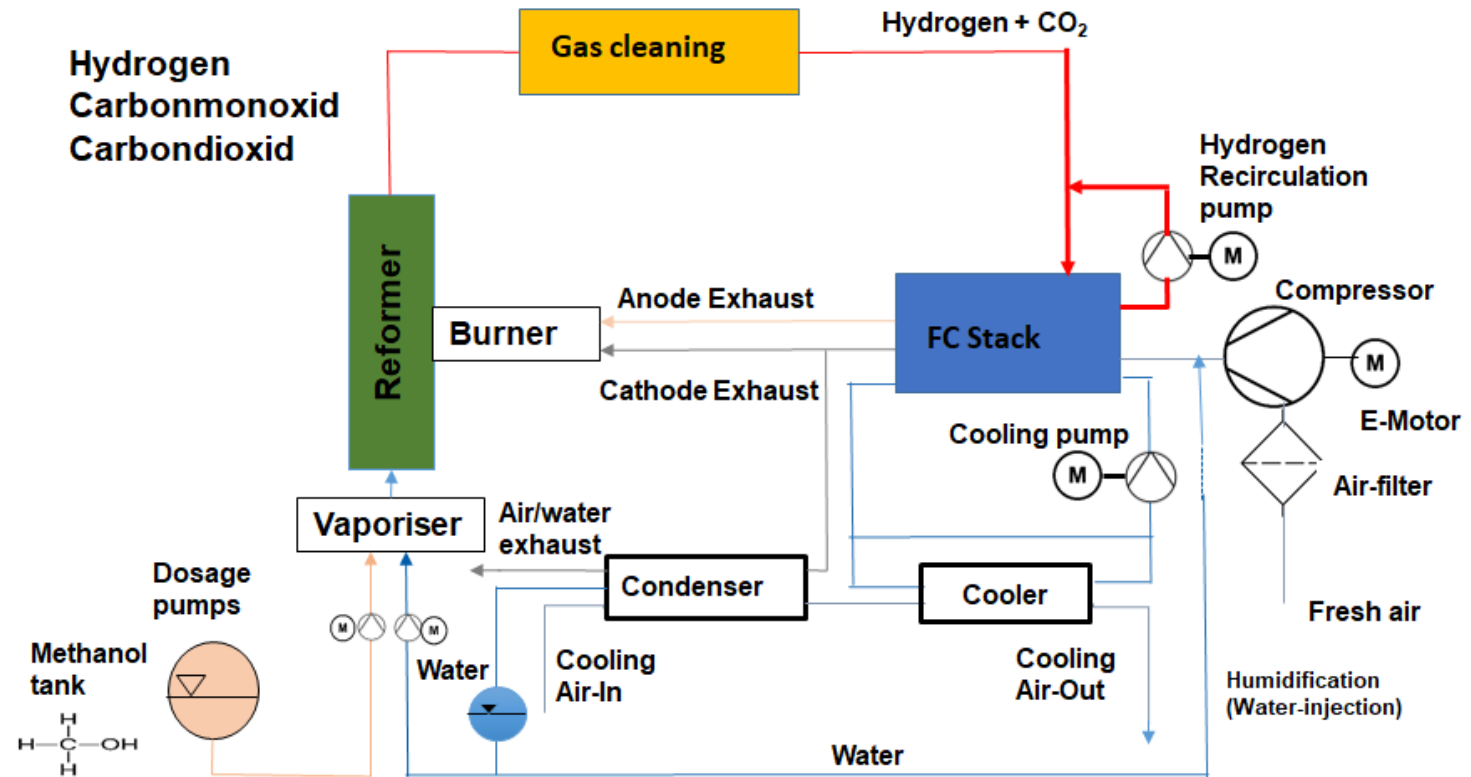 Gas cleaning
Hydrogen + CO₂
Hydrogen
Carbonmonoxid
Carbondioxid
Hydrogen
Recirculation
pump
M
Reformer
Burner
Anode Exhaust
Cathode Exhaust
FC Stack
Compressor
M
E-Motor
Cooling pump
M
Air-filter
Vaporiser
Air/water
exhaust
Condenser
Cooler
Fresh air
Dosage
pumps
M
M
Methanol
tank
H
H
C
OH
H
Water
Cooling
Air-In
Cooling
Air-Out
Humidification
(Water-injection)
Water